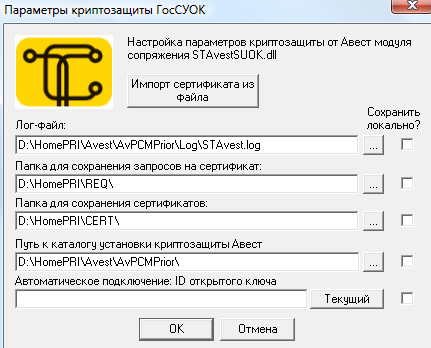 Параметры криптозащиты ГосСУОК
Настройка параметров криптозащиты от Авест модуля
сопряжения STAvestSUOK.dll
Импорт сертификата из
файла
Сохранить
локально?
Лог-файл:
D:\HomePRI\Avest\AvPCMPrior\Log\STAvest.log
...
Папка для сохранения запросов на сертификат:
D:\HomePRI\REQ\
...
Папка для сохранения сертификатов:
D:\HomePRI\CERT\
...
Путь к каталогу установки криптозащиты Авест
D:\HomePRI\Avest\AvPCMPrior\
...
Автоматическое подключение: ID открытого ключа
Текущий
OK
Отмена